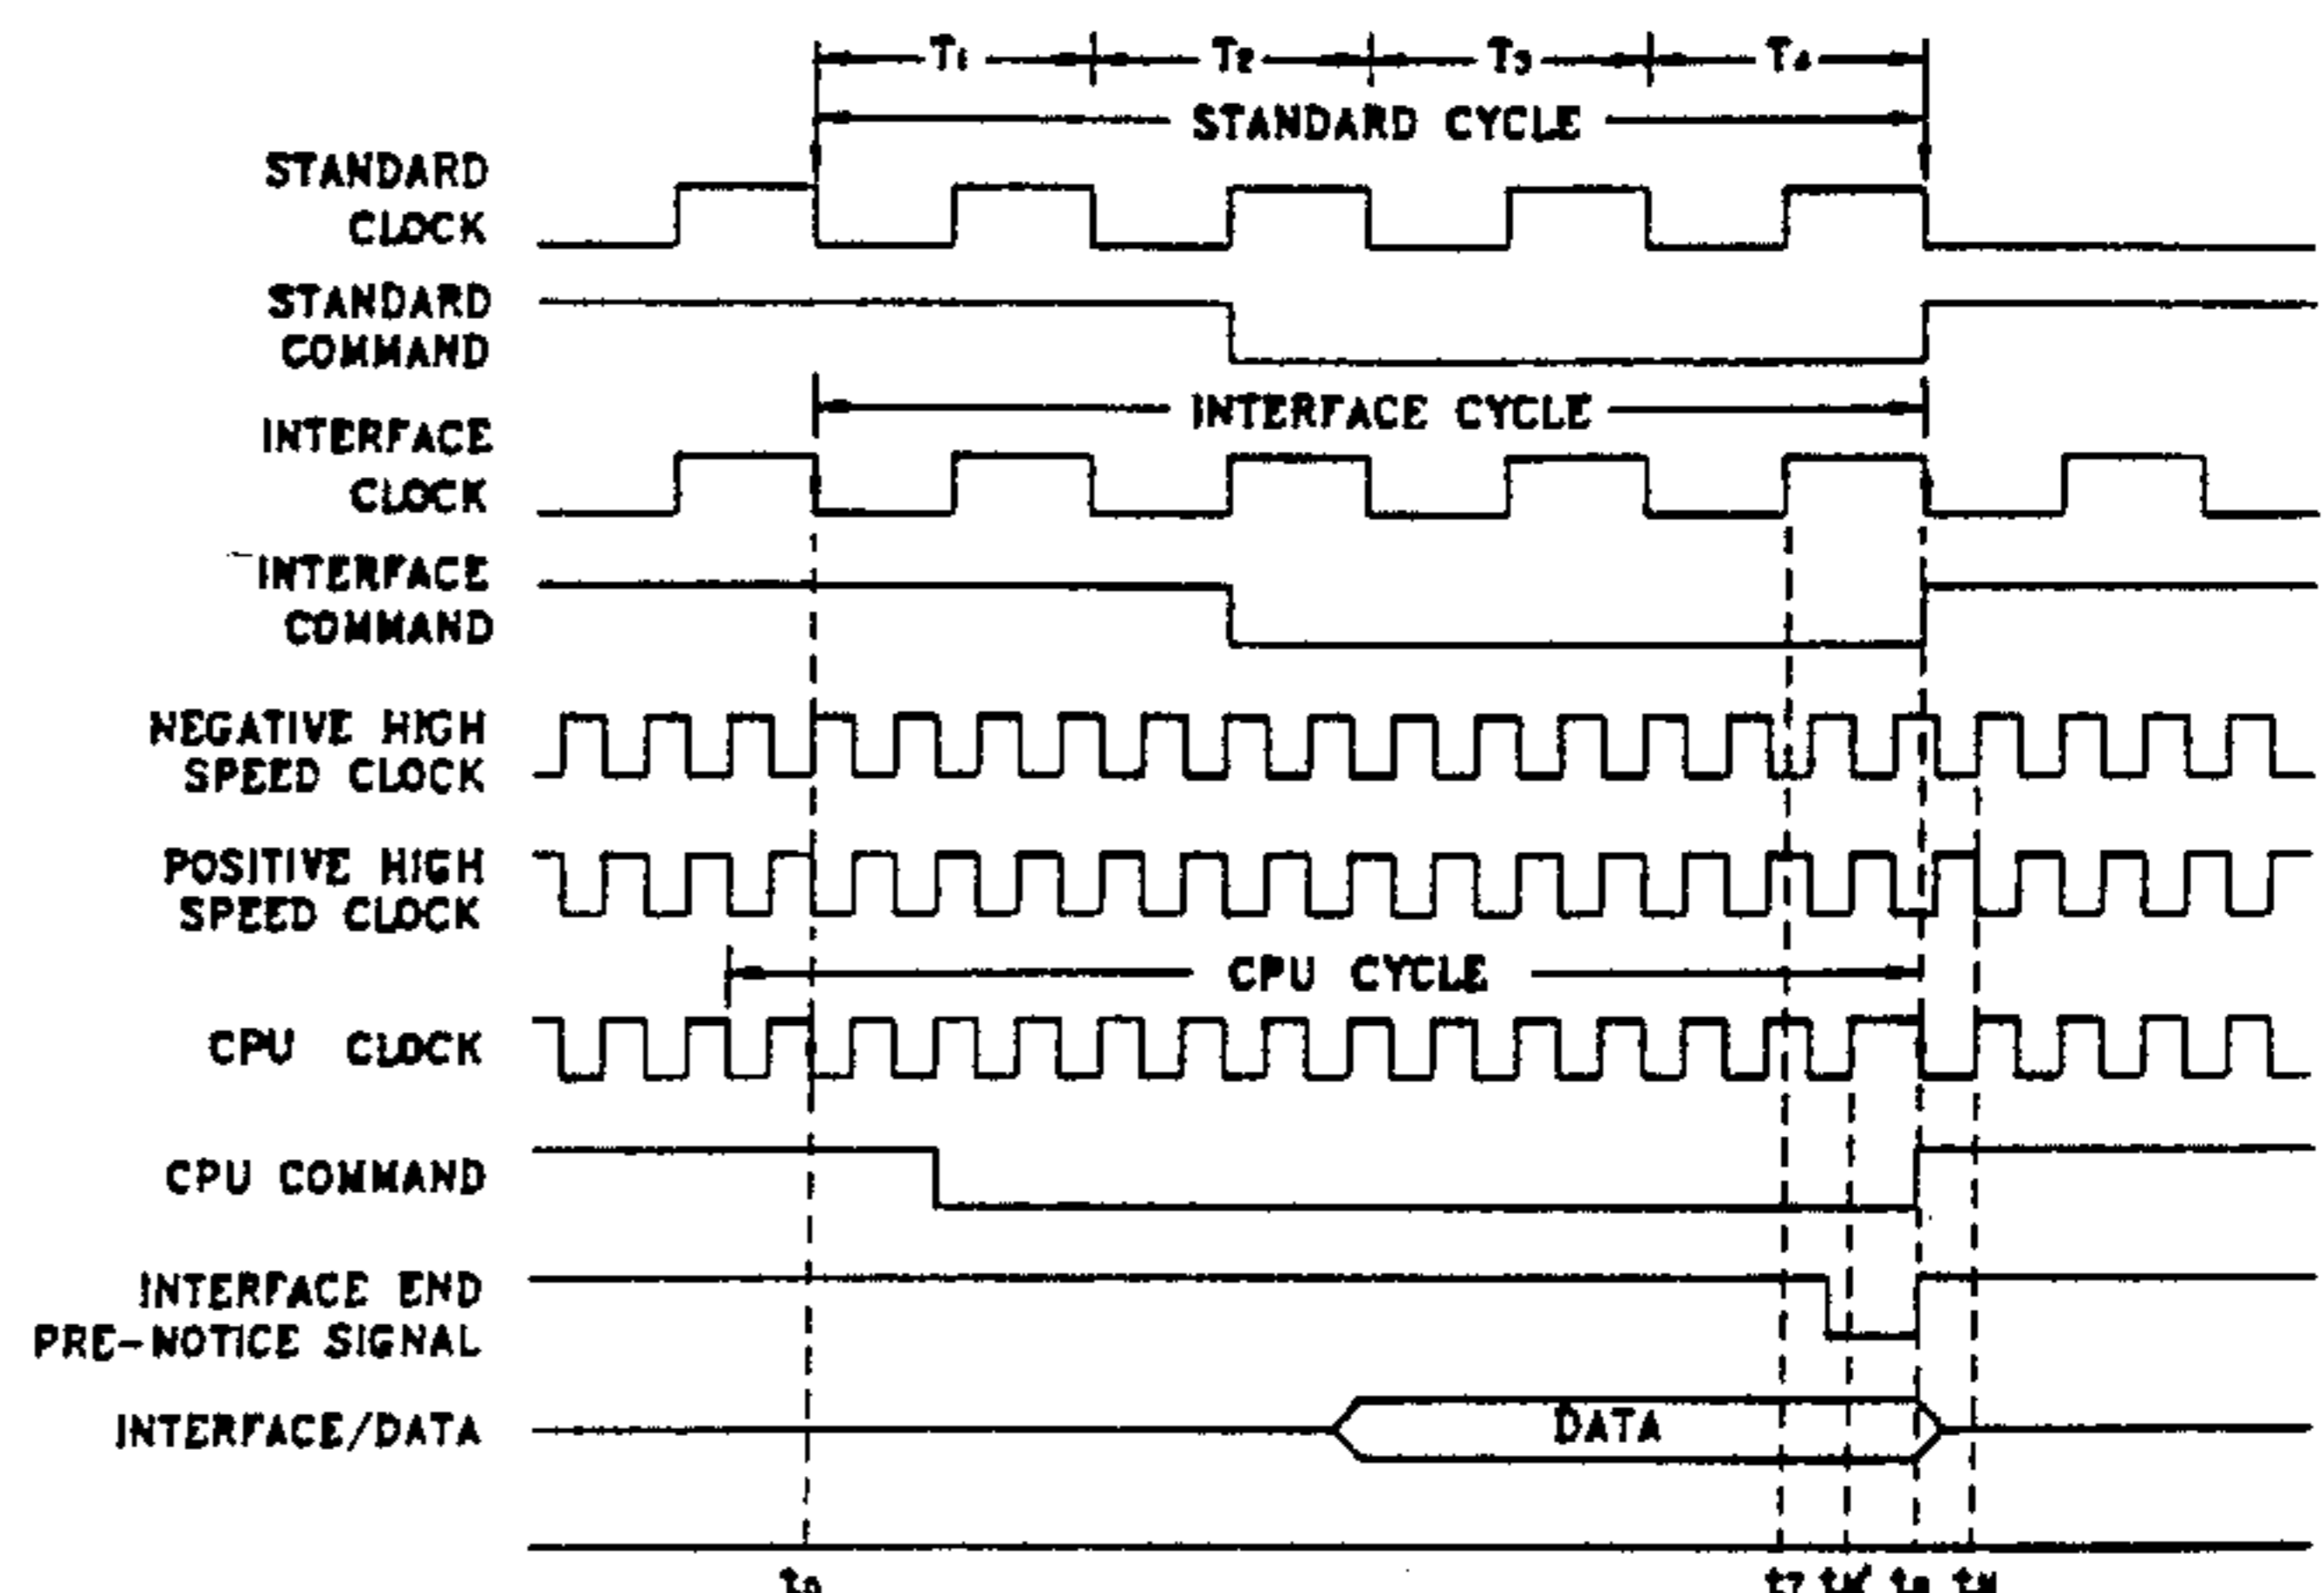 T1 T2 T3 T4
STANDARD CYCLE
STANDARD
CLOCK
STANDARD
COMMAND
INTERFACE CYCLE
INTERFACE
CLOCK
INTERFACE
COMMAND
NEGATIVE HIGH
SPEED CLOCK
POSITIVE HIGH
SPEED CLOCK
CPU CYCLE
CPU CLOCK
CPU COMMAND
INTERFACE END
PRE-NOTICE SIGNAL
INTERFACE/DATA
DATA